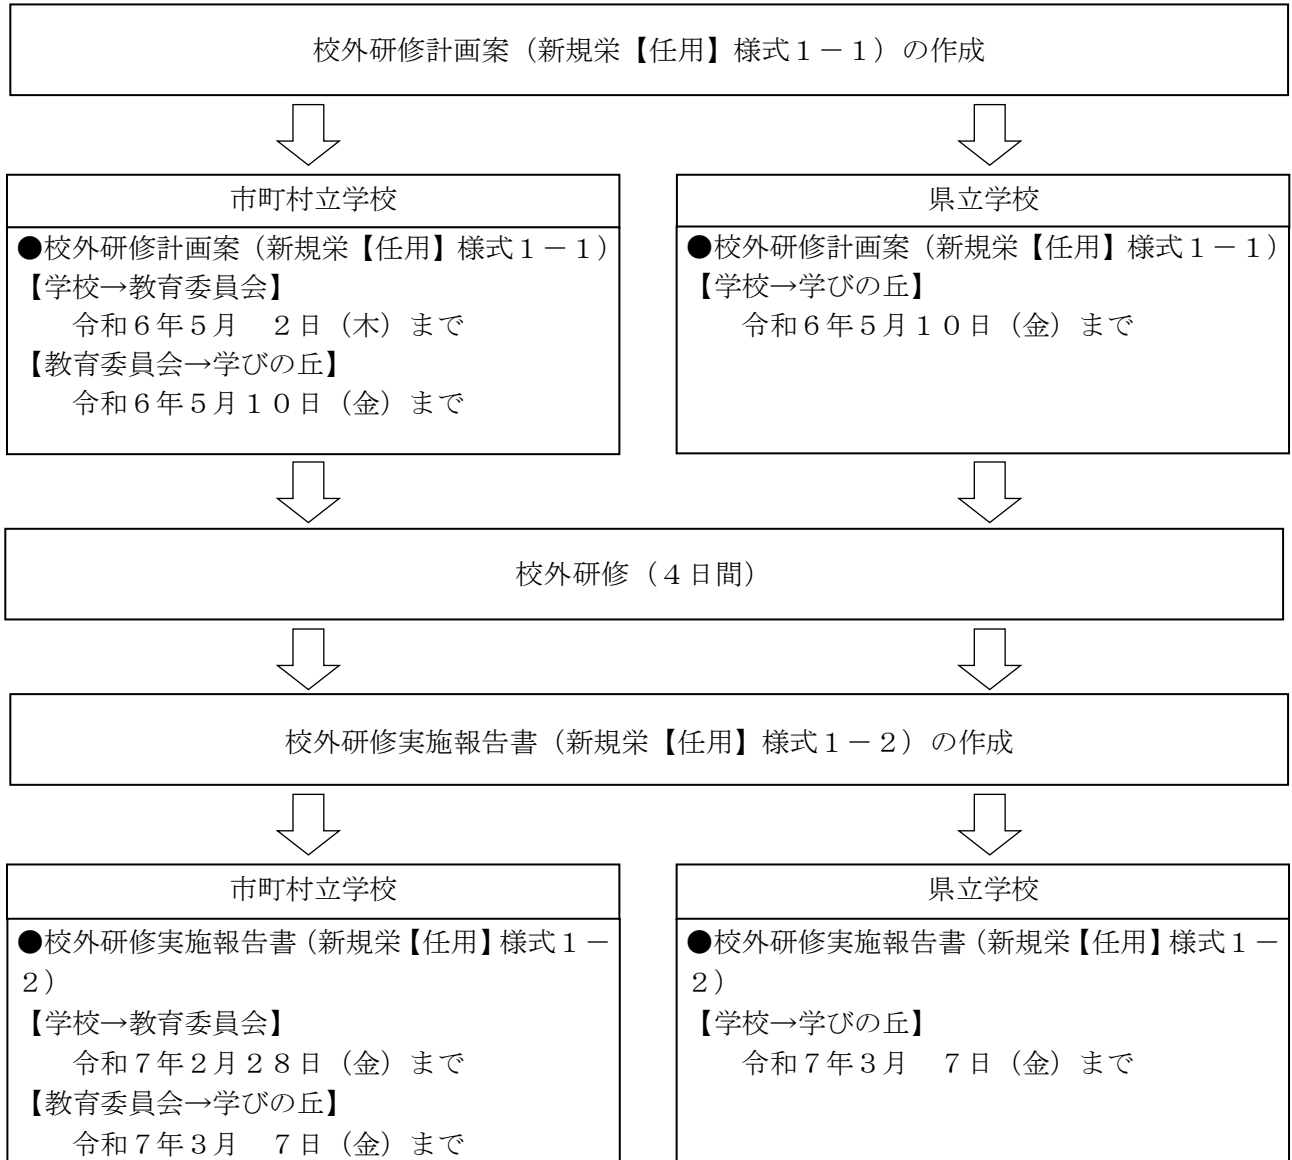 校外研修計画案（新規栄【任用】様式１－１）の作成
市町村立学校
●校外研修計画案（新規栄【任用】様式１－１）
【学校→教育委員会】
令和６年５月　２日（木）まで
【教育委員会→学びの丘】
令和６年５月１０日（金）まで
県立学校
●校外研修計画案（新規栄【任用】様式１－１）
【学校→学びの丘】
令和６年５月１０日（金）まで
校外研修（４日間）
校外研修実施報告書（新規栄【任用】様式１－２）の作成
市町村立学校
●校外研修実施報告書（新規栄【任用】様式１－
２）
【学校→教育委員会】
令和７年２月２８日（金）まで
【教育委員会→学びの丘】
令和７年３月　７日（金）まで
県立学校
●校外研修実施報告書（新規栄【任用】様式１－
２）
【学校→学びの丘】
令和７年３月　７日（金）まで